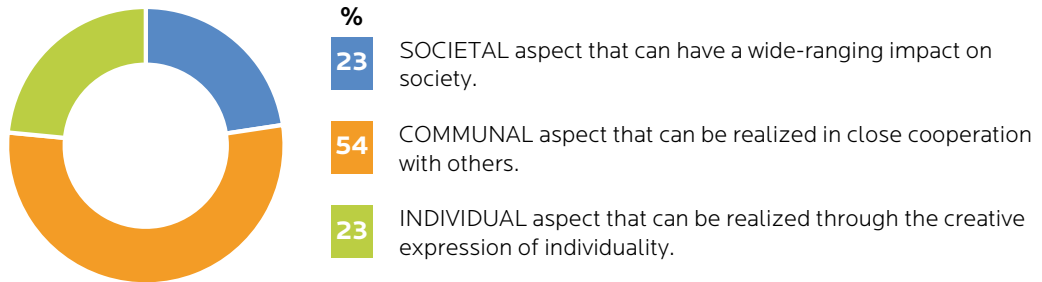 %
23
SOCIETAL aspect that can have a wide-ranging impact on
society.
54
COMMUNAL aspect that can be realized in close cooperation
with others.
23
INDIVIDUAL aspect that can be realized through the creative
expression of individuality.